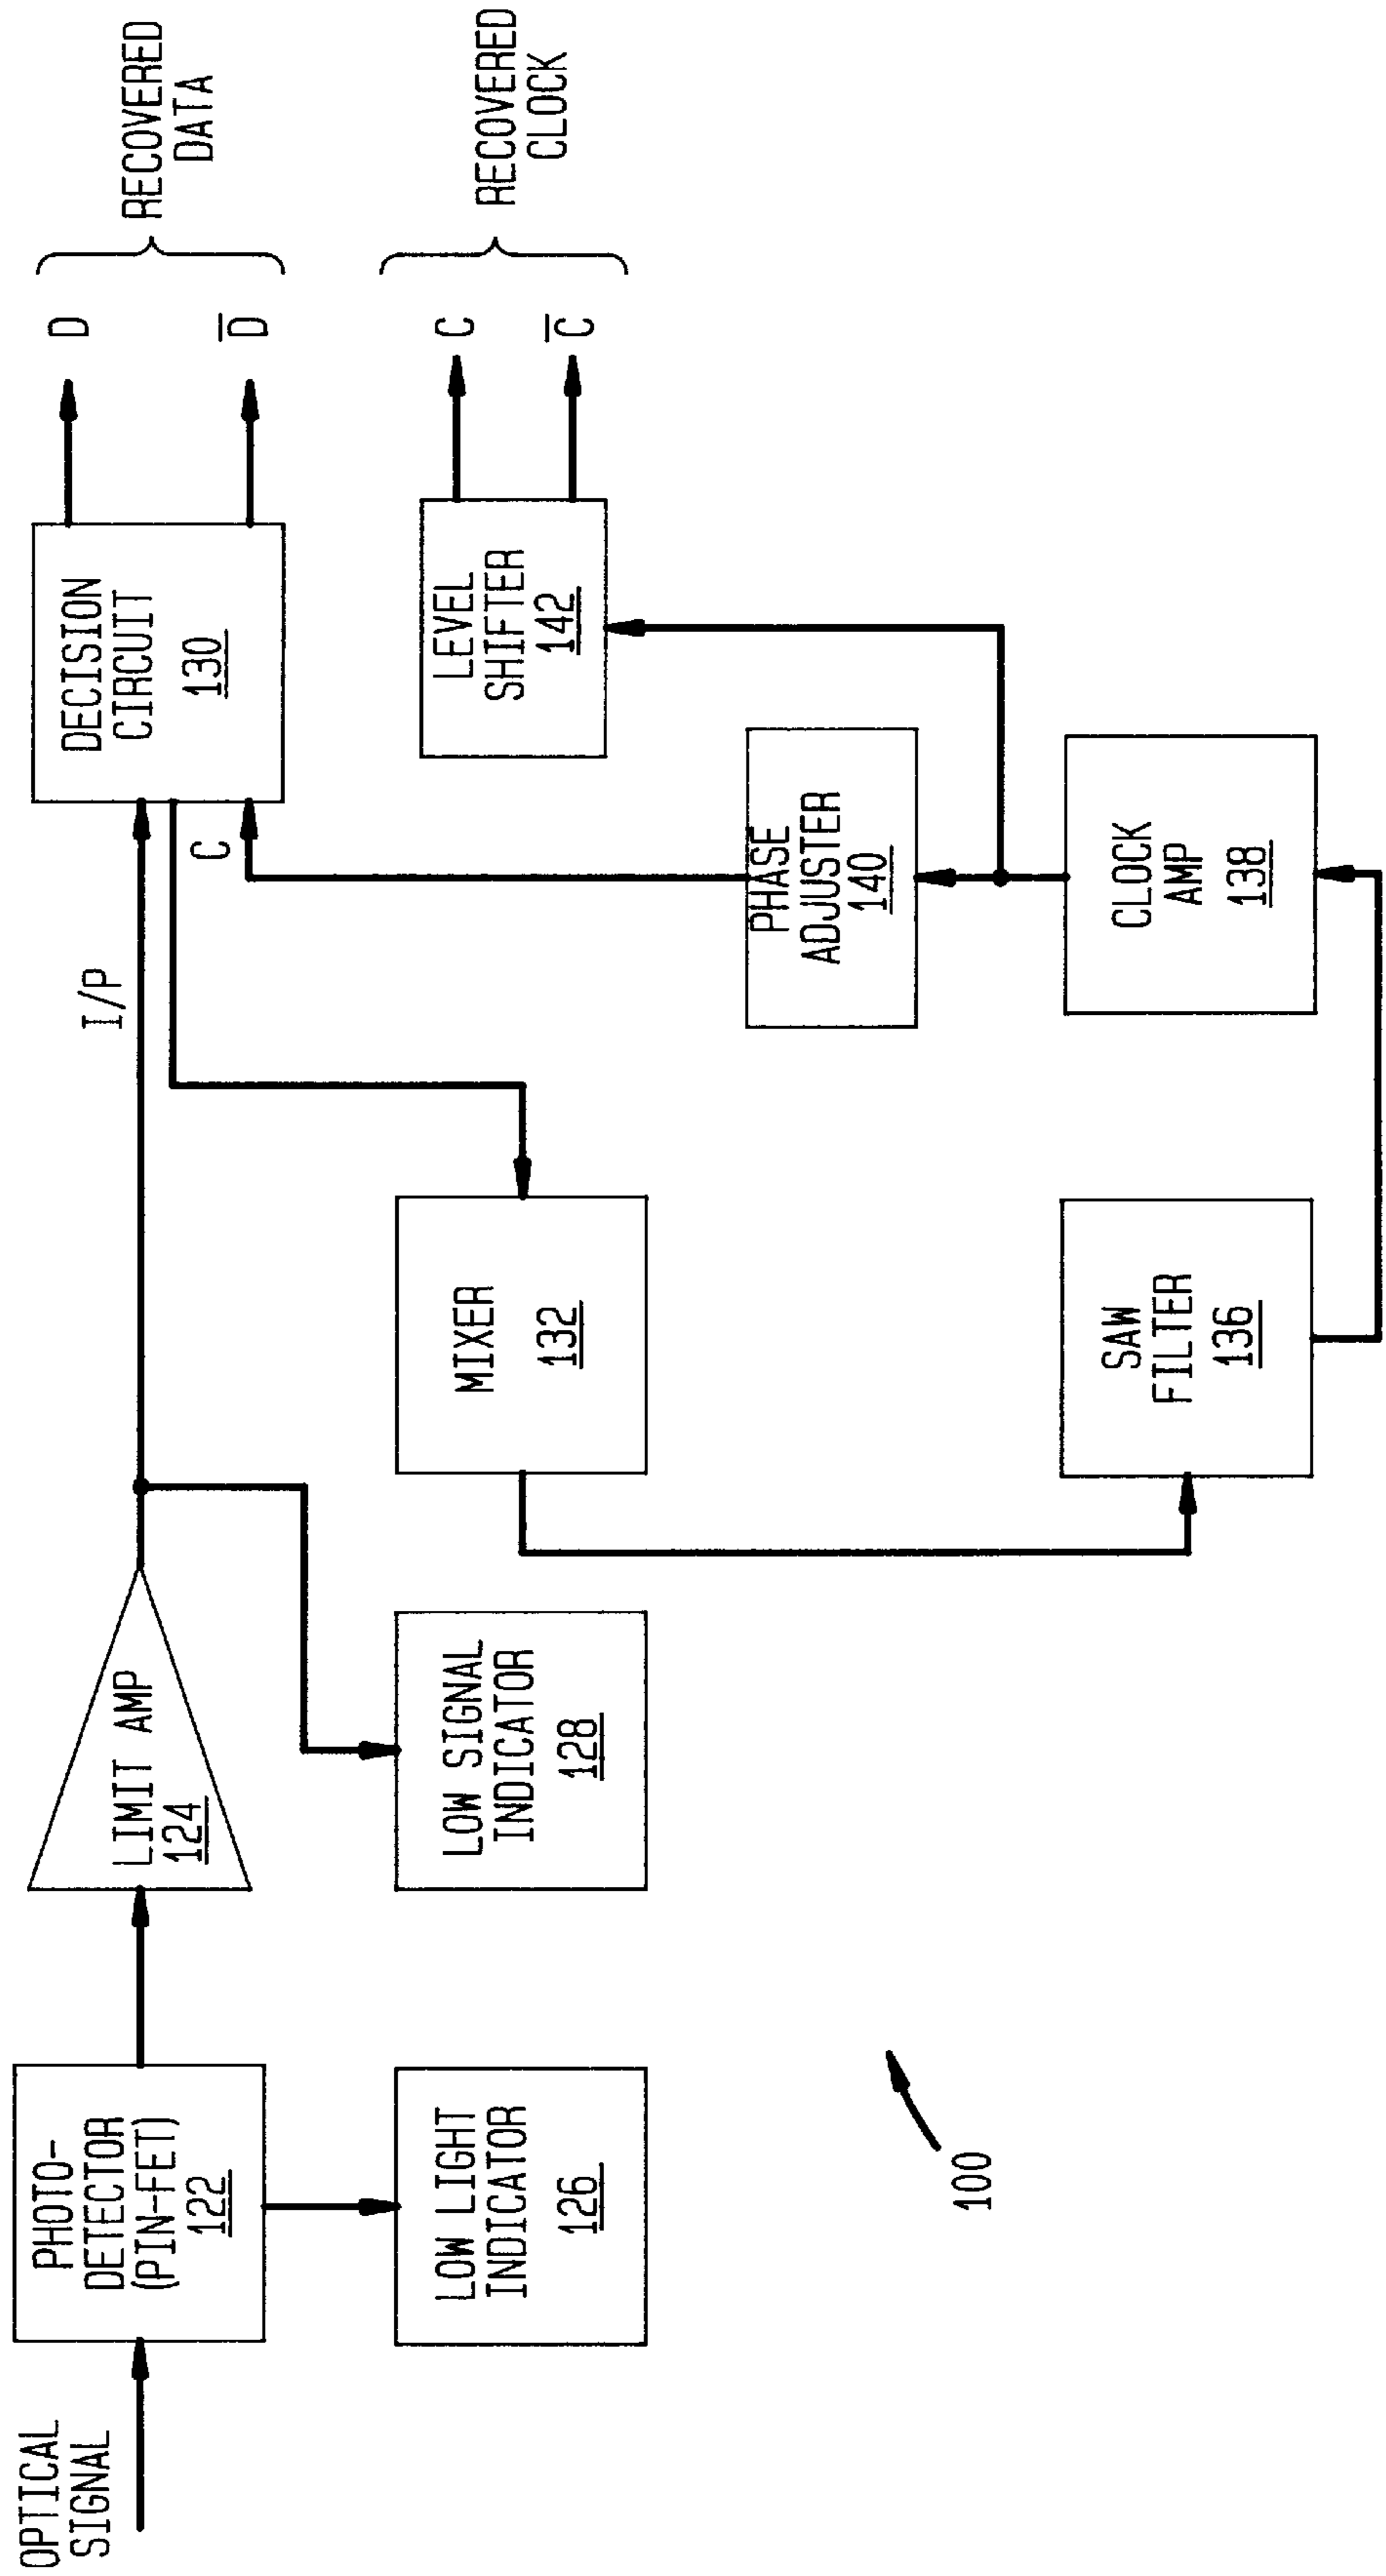 OPTICAL
SIGNAL
PHOTO-
DETECTOR
(PIN-FET)
122
LIMIT AMP
124
I/P
DECISION
CIRCUIT
130
C
D
D̅
RECOVERED
DATA
LOW LIGHT
INDICATOR
126
LOW SIGNAL
INDICATOR
128
MIXER
132
LEVEL
SHIFTER
142
C
C̅
RECOVERED
CLOCK
PHASE
ADJUSTER
140
SAW
FILTER
136
CLOCK
AMP
138
100